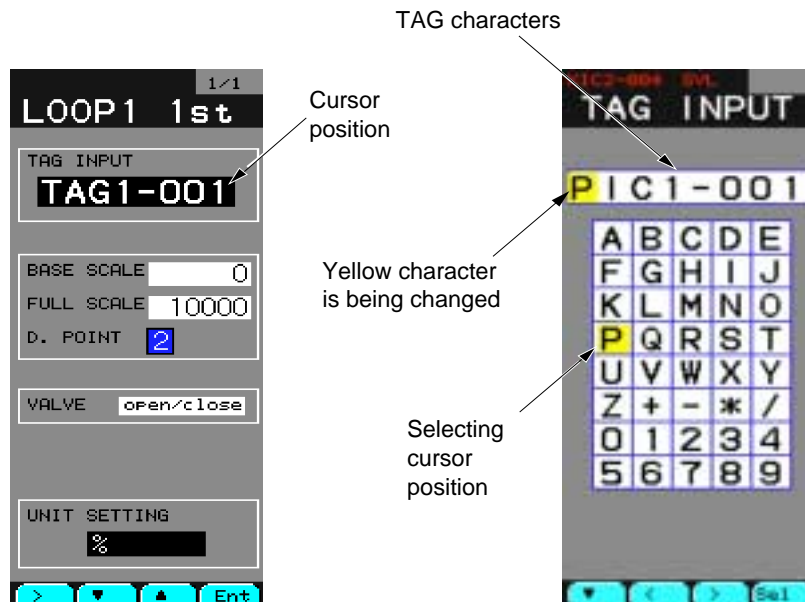 TAG characters
1/1
LOOP1 1st
Cursor
position
TAG INPUT
TAG1-001
BASE SCALE 0
FULL SCALE 10000
D. POINT 2
VALVE open/close
UNIT SETTING
%
> ▼ ▲ Ent
TAG INPUT
PIC1-001
Yellow character
is being changed
A B C D E
F G H I J
K L M N O
P Q R S T
U V W X Y
Z + - * /
0 1 2 3 4
5 6 7 8 9
Selecting
cursor
position
▼ < > Sel